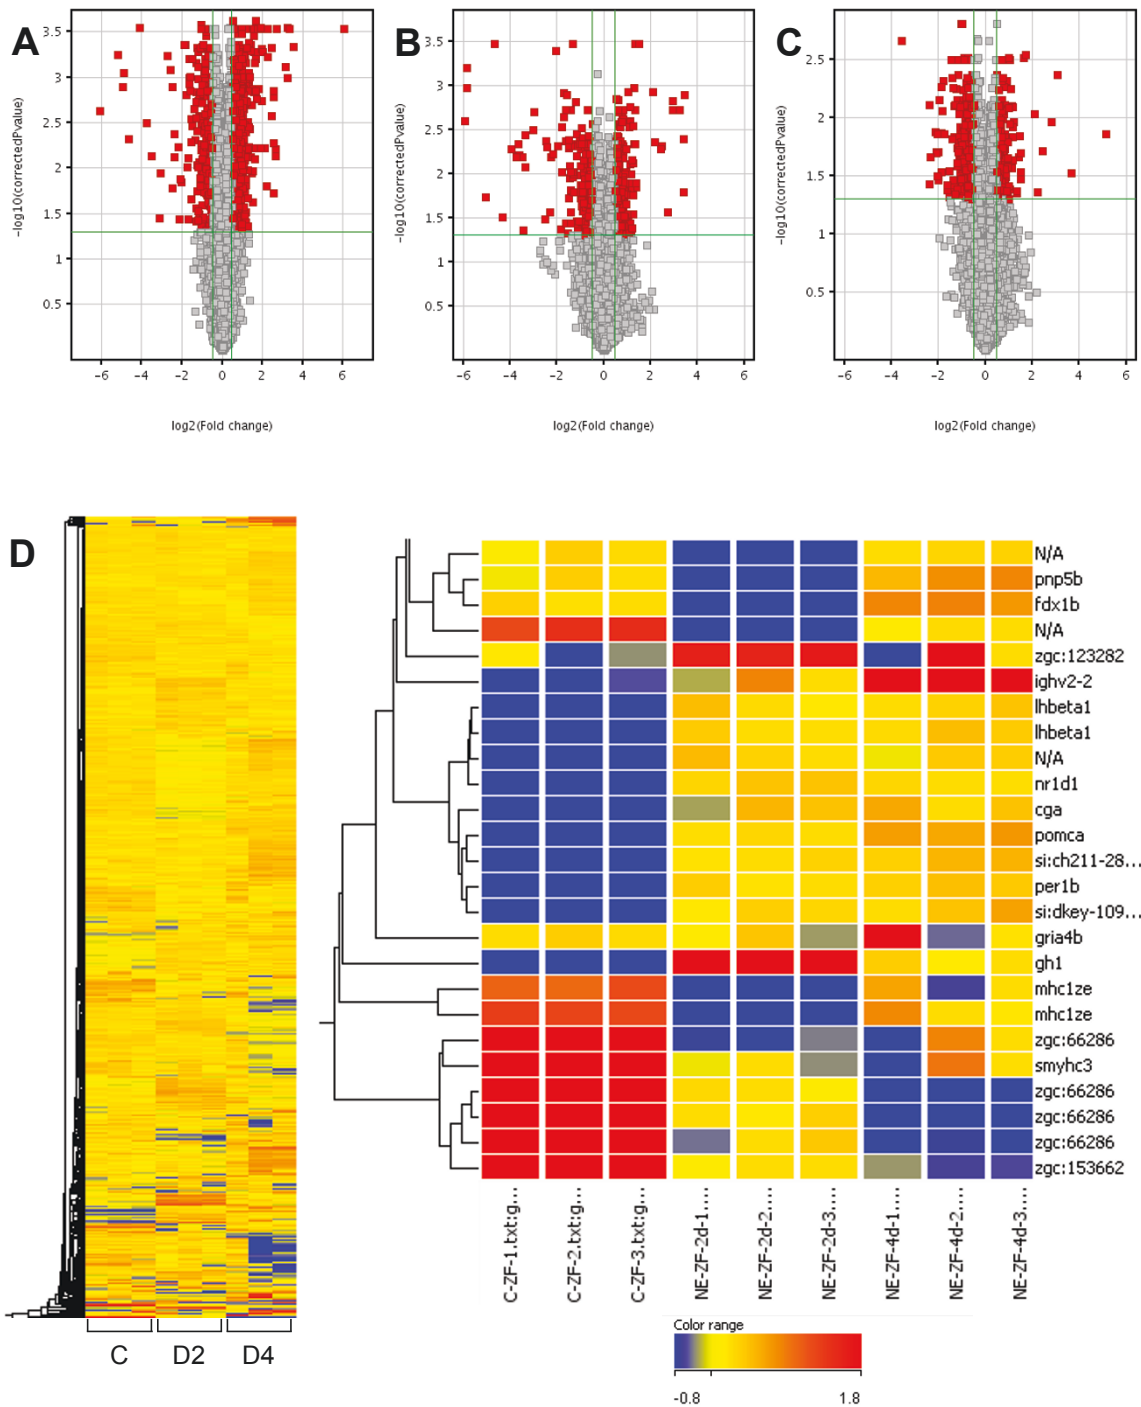 A
B
C
3.5
3
2.5
2
1.5
1
0.5
-log10(correctedPvalue)
-6 -4 -2 0 2 4 6
log2(Fold change)
3.5
3
2.5
2
1.5
1
0.5
-log10(correctedPvalue)
-6 -4 -2 0 2 4 6
log2(Fold change)
2.5
2
1.5
1
0.5
-log10(correctedPvalue)
-6 -4 -2 0 2 4 6
log2(Fold change)
D
C D2 D4
N/A
pnp5b
fdx1b
N/A
zgc:123282
ighv2-2
lhbeta1
lhbeta1
N/A
nr1d1
cga
pomca
si:ch211-28...
per1b
si:dkey-109...
gria4b
gh1
mhc1ze
mhc1ze
zgc:66286
smyhc3
zgc:66286
zgc:66286
zgc:66286
zgc:153662
C-ZF-1.txt:g...
C-ZF-2.txt:g...
C-ZF-3.txt:g...
NE-ZF-2d-1....
NE-ZF-2d-2....
NE-ZF-2d-3....
NE-ZF-4d-1....
NE-ZF-4d-2....
NE-ZF-4d-3....
Color range
-0.8 1.8